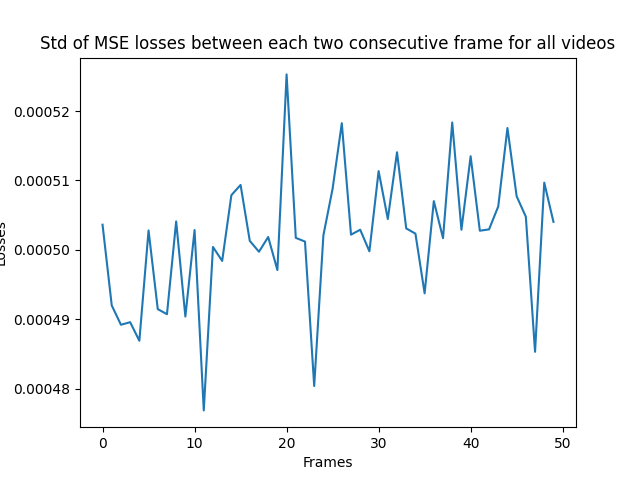 Std of MSE losses between each two consecutive frame for all videos
0.00052
0.00051
0.00050
0.00049
0.00048
Losses
0 10 20 30 40 50
Frames